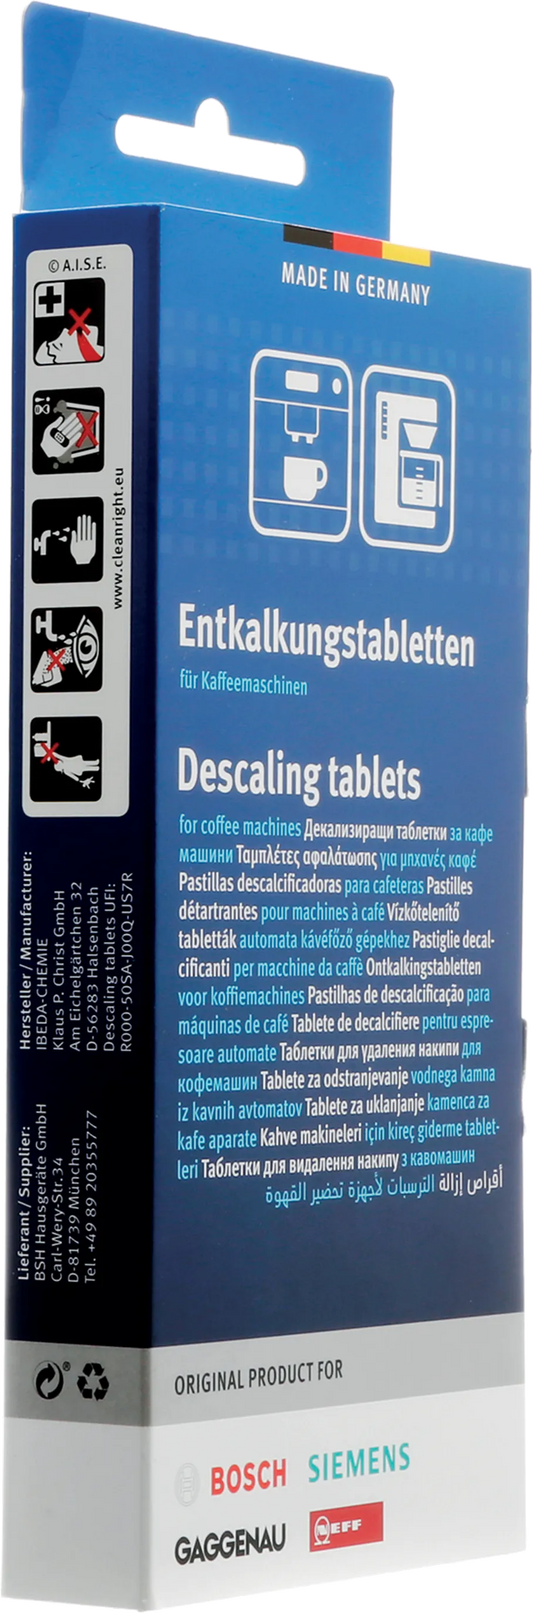 MADE IN GERMANY
Entkalkungstabletten
für Kaffeemaschinen
Descaling tablets
for coffee machines Декализиращи таблетки за кафе
машини Ταμπλέτες αφαλάτωσης για μηχανές καφέ
Pastillas descalcificadoras para cafeteras Pastilles
détartrantes pour machines à café Vízkőtelenítő
tabletták automata kávéfőző gépekhez Pastiglie decal-
cificanti per macchine da caffè Ontkalkingstabletten
voor koffiemachines Pastilhas de descalcificação para
máquinas de café Tablete de decalcifiere pentru espre-
soare automate Таблетки для удаления накипи для
кофемашин Tablete za odstranjevanje vodnega kamna
iz kavnih avtomatov Tablete za uklanjanje kamenca za
kafe aparate Kahve makineleri için kireç giderme tablet-
leri Таблетки для видалення накипу з кавомашин
أقراص إزالة الترسبات لأجهزة تحضير القهوة
ORIGINAL PRODUCT FOR
BOSCH SIEMENS
GAGGENAU NEFF
© A.I.S.E.
www.cleanright.eu
Hersteller / Manufacturer:
IBEDA-CHEMIE
Klaus P. Christ GmbH
Am Eichelgärtchen 32
D-56283 Halsenbach
Descaling tablets UFI:
R000-50SA-J00Q-US7R
Lieferant / Supplier:
BSH Hausgeräte GmbH
Carl-Wery-Str. 34
D-81739 München
Tel. +49 89 20355777